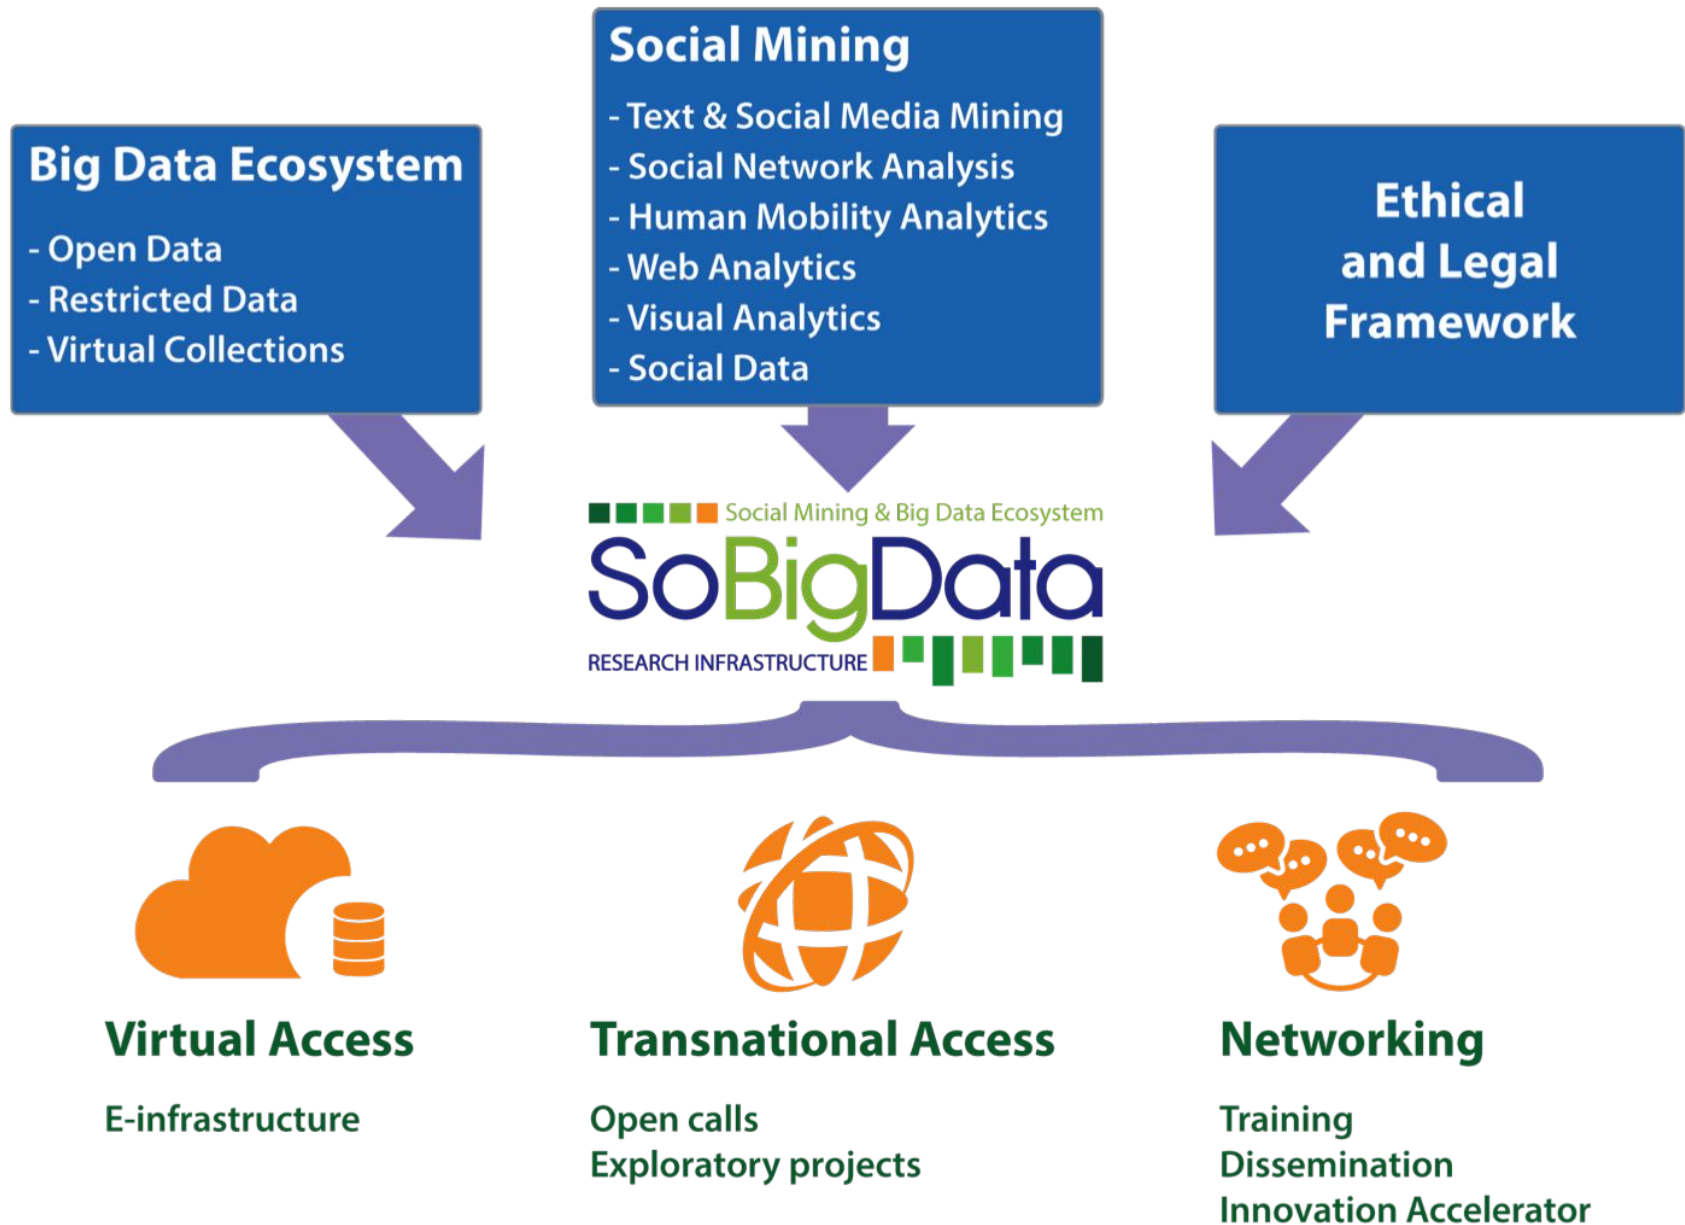 Big Data Ecosystem
- Open Data
- Restricted Data
- Virtual Collections
Social Mining
- Text & Social Media Mining
- Social Network Analysis
- Human Mobility Analytics
- Web Analytics
- Visual Analytics
- Social Data
Ethical
and Legal
Framework
Social Mining & Big Data Ecosystem
SoBigData
RESEARCH INFRASTRUCTURE
Virtual Access
E-infrastructure
Transnational Access
Open calls
Exploratory projects
Networking
Training
Dissemination
Innovation Accelerator